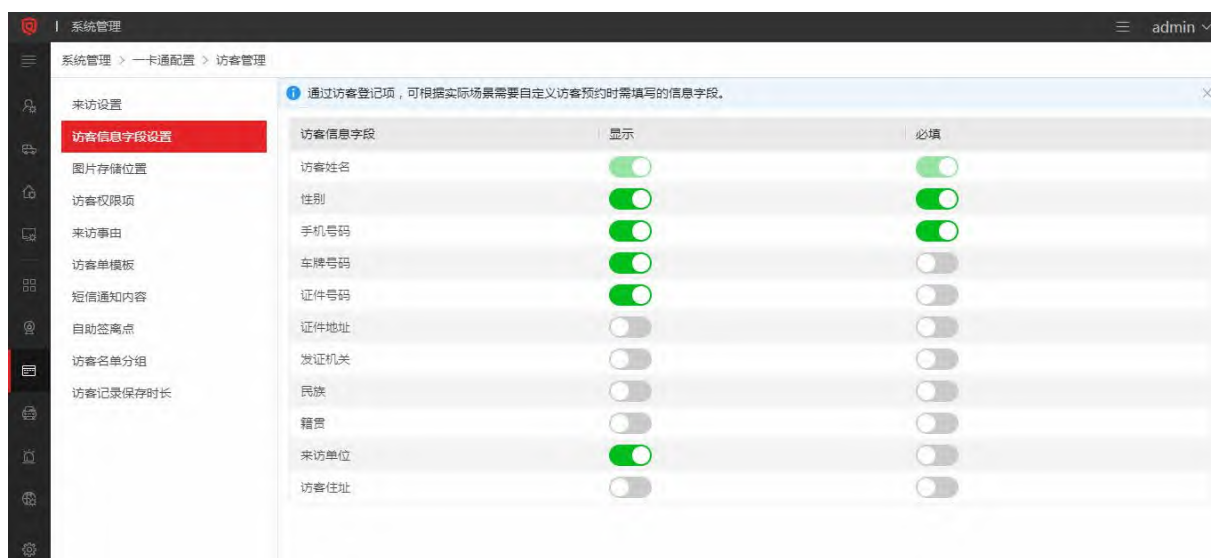 系统管理
admin
系统管理 > 一卡通配置 > 访客管理
来访设置
访客信息字段设置
图片存储位置
访客权限项
来访事由
访客单模板
短信通知内容
自助签离点
访客名单分组
访客记录保存时长
通过访客登记项，可根据实际场景需要自定义访客预约时需填写的信息字段。
访客信息字段 显示 必填
访客姓名
性别
手机号码
车牌号码
证件号码
证件地址
发证机关
民族
籍贯
来访单位
访客住址